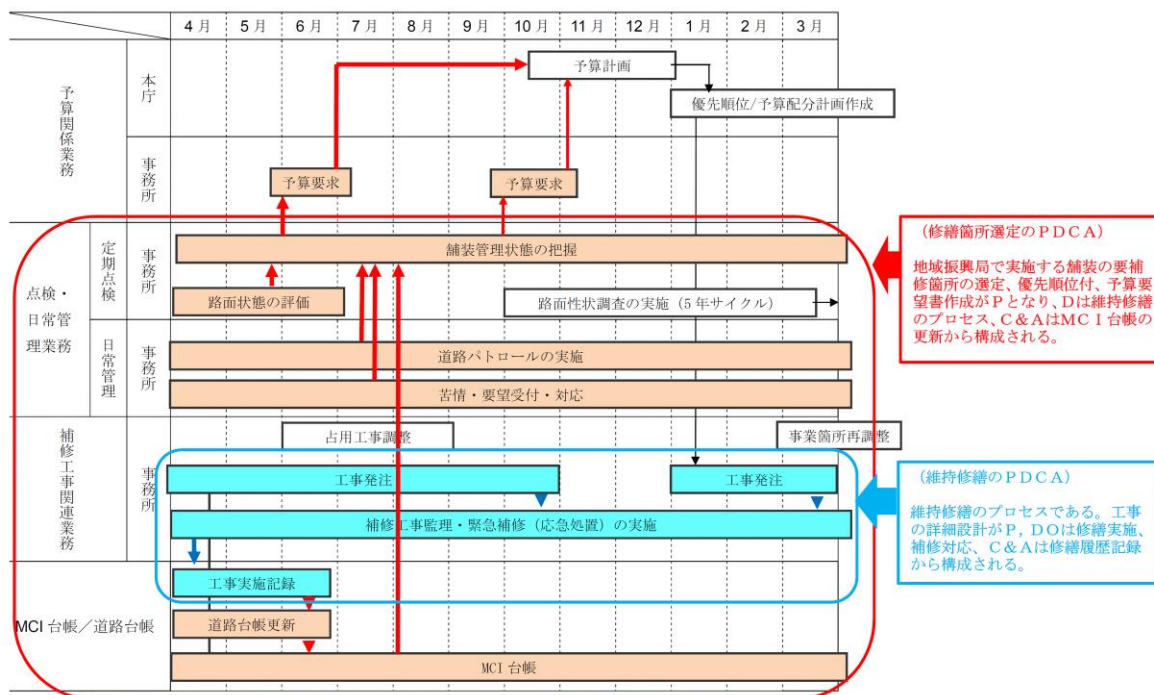 4月 5月 6月 7月 8月 9月 10月 11月 12月 1月 2月 3月
予算関係業務
本庁
予算計画
優先順位/予算配分計画作成
事務所
予算要求
予算要求
点検・
日常管
理業務
定期点検
事務所
舗装管理状態の把握
路面状態の評価
路面性状調査の実施（5年サイクル）
日常管理
事務所
道路パトロールの実施
苦情・要望受付・対応
補修工事関連業務
事務所
占用工事調整
事業箇所再調整
工事発注
工事発注
補修工事監理・緊急補修（応急処置）の実施
工事実施記録
MCI台帳／道路台帳
道路台帳更新
MCI台帳
（修繕箇所選定のＰＤＣＡ）
地域振興局で実施する舗装の要補
修箇所の選定、優先順位付、予算要
望書作成がＰとなり、Ｄは維持修繕
のプロセス、Ｃ＆ＡはＭＣＩ台帳の
更新から構成される。
（維持修繕のＰＤＣＡ）
維持修繕のプロセスである。工事
の詳細設計がＰ，ＤＯは修繕実施、
補修対応、Ｃ＆Ａは修繕履歴記録
から構成される。